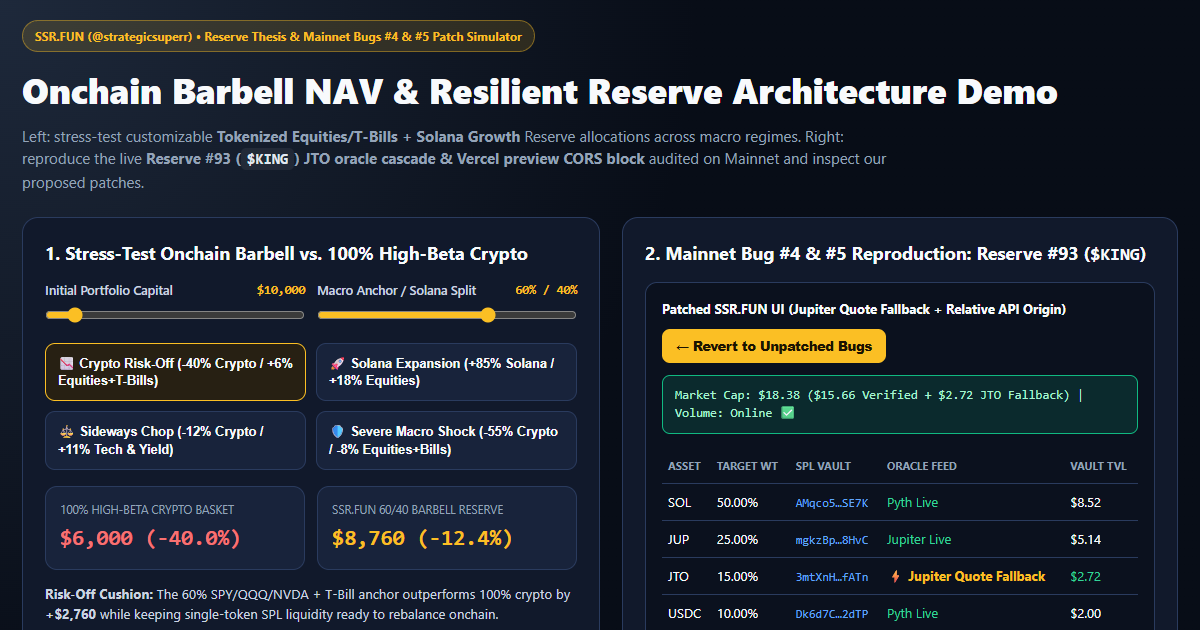 SSR.FUN (@strategicsuperr) • Reserve Thesis & Mainnet Bugs #4 & #5 Patch Simulator
Onchain Barbell NAV & Resilient Reserve Architecture Demo
Left: stress-test customizable Tokenized Equities/T-Bills + Solana Growth Reserve allocations across macro regimes. Right:
reproduce the live Reserve #93 ( $KING ) JTO oracle cascade & Vercel preview CORS block audited on Mainnet and inspect our
proposed patches.
1. Stress-Test Onchain Barbell vs. 100% High-Beta Crypto
Initial Portfolio Capital $10,000 Macro Anchor / Solana Split 60% / 40%
📉 Crypto Risk-Off (-40% Crypto / +6%
Equities+T-Bills)
🚀 Solana Expansion (+85% Solana /
+18% Equities)
⚖️ Sideways Chop (-12% Crypto /
+11% Tech & Yield)
🛡️ Severe Macro Shock (-55% Crypto
/ -8% Equities+Bills)
100% HIGH-BETA CRYPTO BASKET
$6,000 (-40.0%)
SSR.FUN 60/40 BARBELL RESERVE
$8,760 (-12.4%)
Risk-Off Cushion: The 60% SPY/QQQ/NVDA + T-Bill anchor outperforms 100% crypto by
+$2,760 while keeping single-token SPL liquidity ready to rebalance onchain.
2. Mainnet Bug #4 & #5 Reproduction: Reserve #93 ($KING)
Patched SSR.FUN UI (Jupiter Quote Fallback + Relative API Origin)
← Revert to Unpatched Bugs
Market Cap: $18.38 ($15.66 Verified + $2.72 JTO Fallback) |
Volume: Online ✅
ASSET TARGET WT SPL VAULT ORACLE FEED VAULT TVL
SOL 50.00% AMqco5…SE7K Pyth Live $8.52
JUP 25.00% mgkzBp…8HvC Jupiter Live $5.14
JTO 15.00% 3mtXnH…fATn ⚡ Jupiter Quote Fallback $2.72
USDC 10.00% Dk6d7C…2dTP Pyth Live $2.00